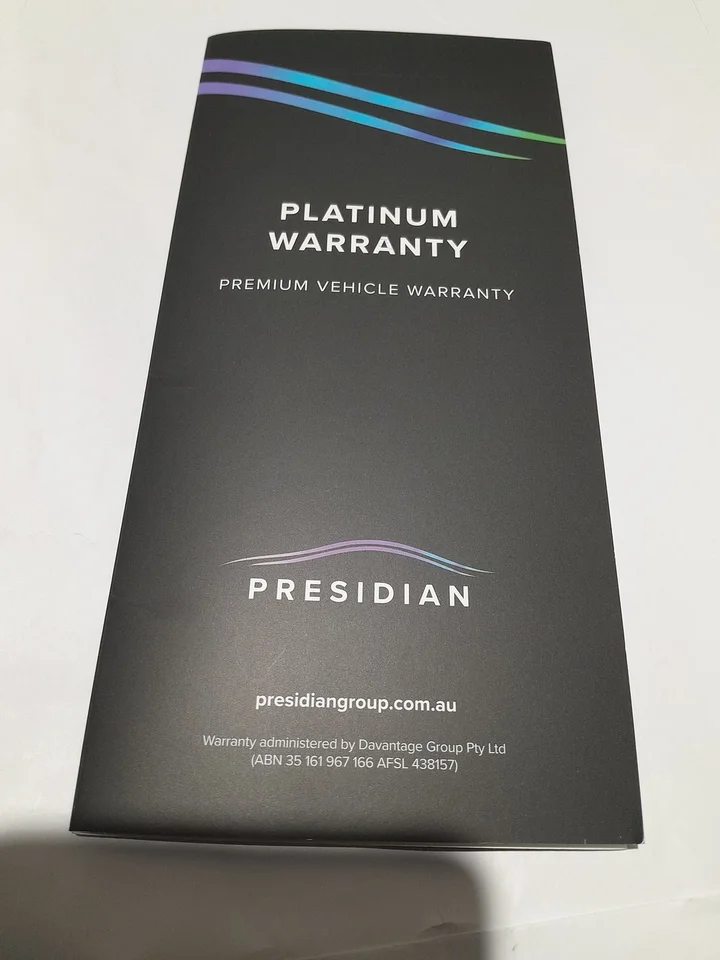 PLATINUM
WARRANTY
PREMIUM VEHICLE WARRANTY
PRESIDIAN
presidiangroup.com.au
Warranty administered by Davantage Group Pty Ltd
(ABN 35 161 967 166 AFSL 438157)